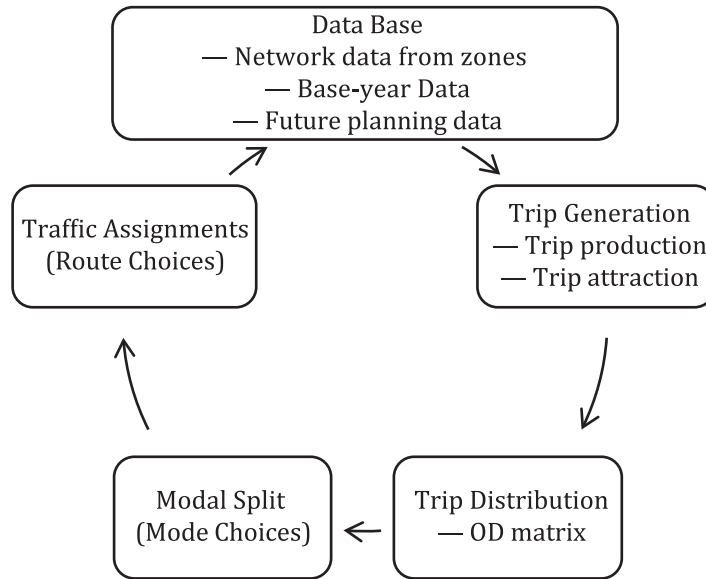 Data Base
— Network data from zones
— Base-year Data
— Future planning data
Trip Generation
— Trip production
— Trip attraction
Trip Distribution
— OD matrix
Modal Split
(Mode Choices)
Traffic Assignments
(Route Choices)